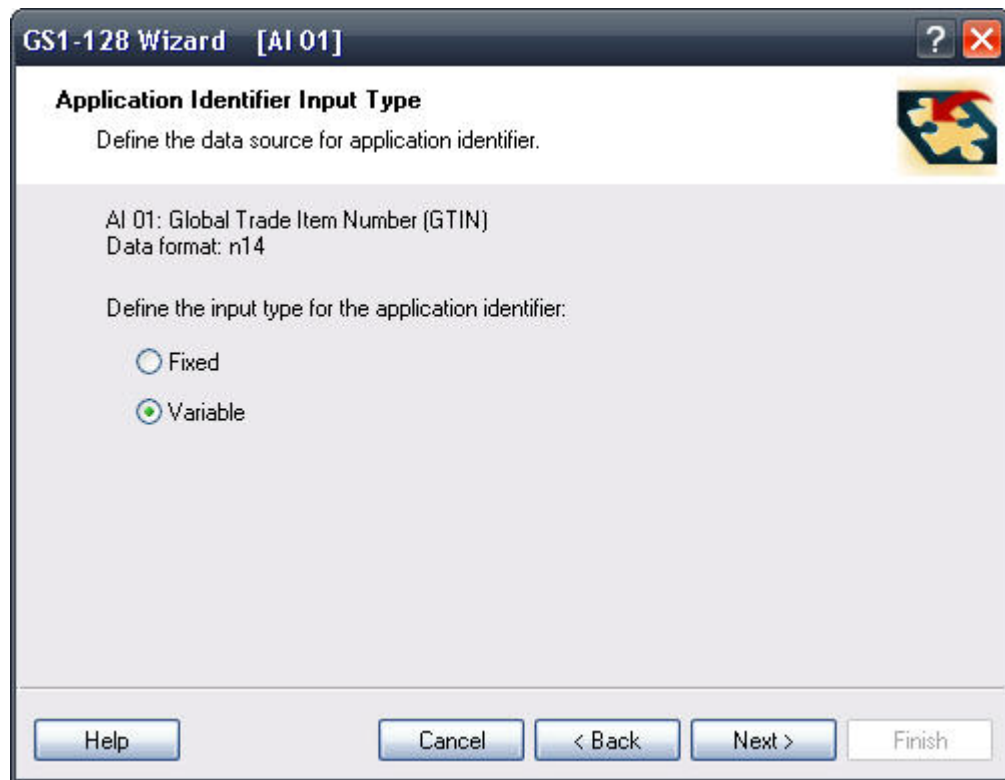 GS1-128 Wizard [AI 01]
?
Application Identifier Input Type
Define the data source for application identifier.
AI 01: Global Trade Item Number (GTIN)
Data format: n14
Define the input type for the application identifier:
Fixed
Variable
Help Cancel < Back Next > Finish